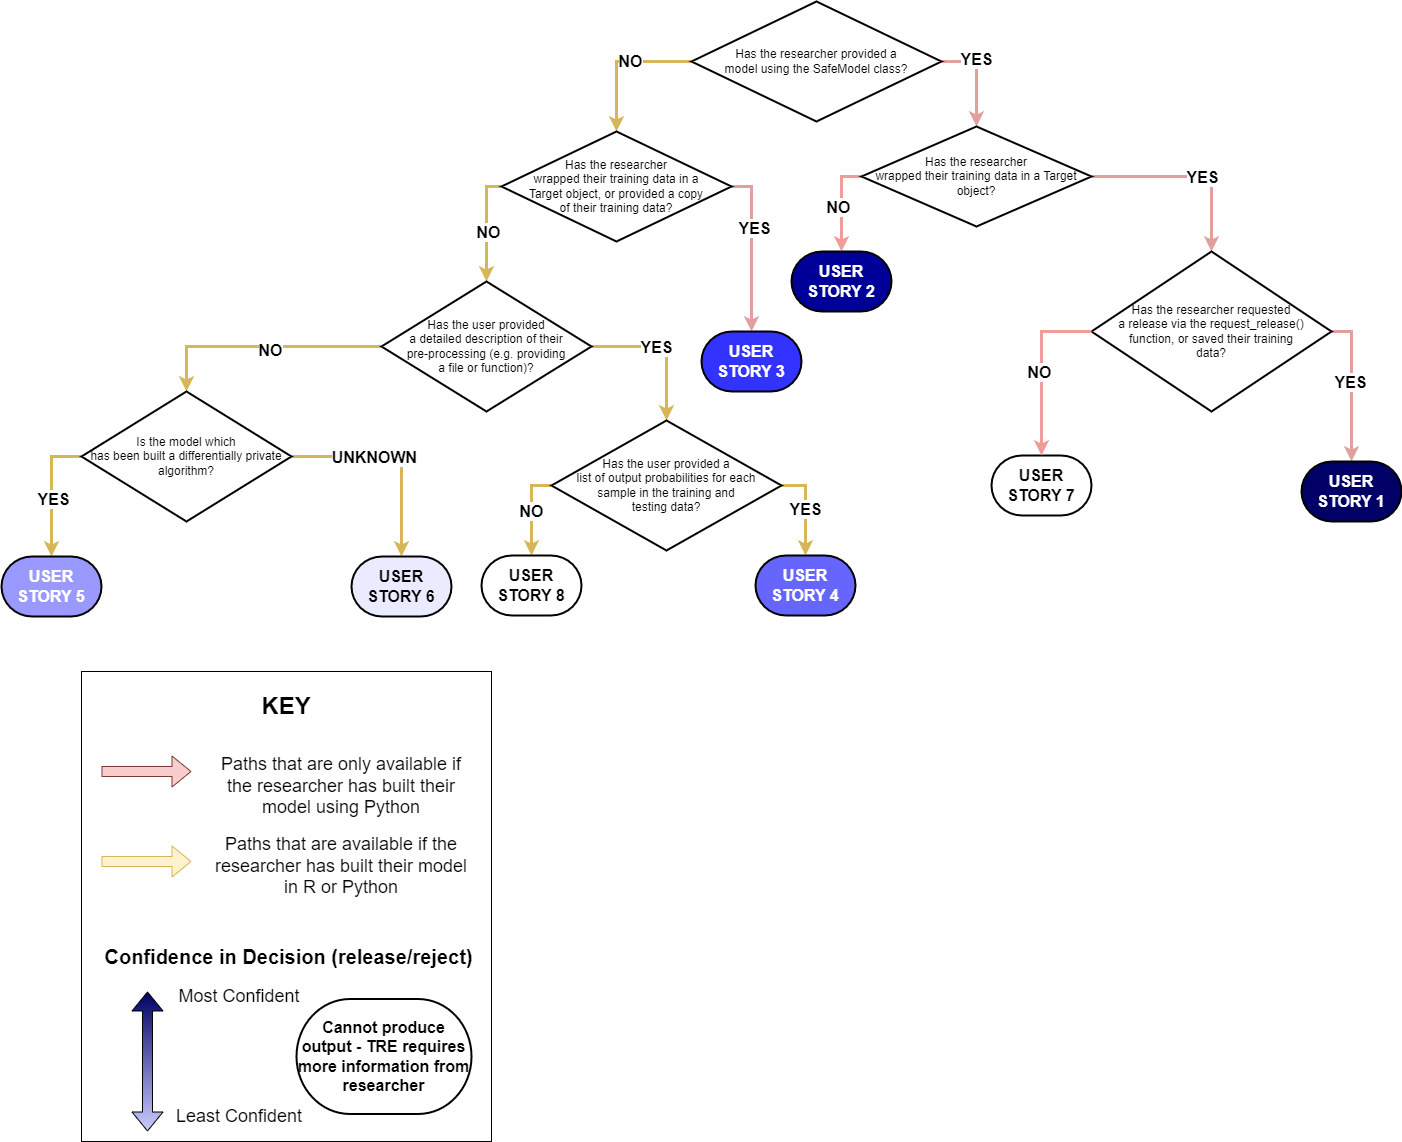 Has the researcher provided a
model using the SafeModel class?
NO
YES
Has the researcher
wrapped their training data in a
Target object, or provided a copy
of their training data?
Has the researcher
wrapped their training data in a Target
object?
NO
YES
NO
YES
USER
STORY 2
USER
STORY 3
Has the researcher requested
a release via the request_release()
function, or saved their training
data?
NO
YES
USER
STORY 7
USER
STORY 1
Has the user provided
a detailed description of their
pre-processing (e.g. providing
a file or function)?
NO
YES
Is the model which
has been built a differentially private
algorithm?
YES
UNKNOWN
Has the user provided a
list of output probabilities for each
sample in the training and
testing data?
NO
YES
USER
STORY 5
USER
STORY 6
USER
STORY 8
USER
STORY 4
KEY
Paths that are only available if
the researcher has built their
model using Python
Paths that are available if the
researcher has built their model
in R or Python
Confidence in Decision (release/reject)
Most Confident
Cannot produce
output - TRE requires
more information from
researcher
Least Confident